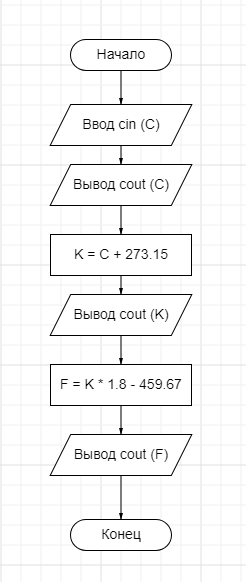 Начало
Ввод cin (C)
Вывод cout (C)
K = C + 273.15
Вывод cout (K)
F = K * 1.8 - 459.67
Вывод cout (F)
Конец